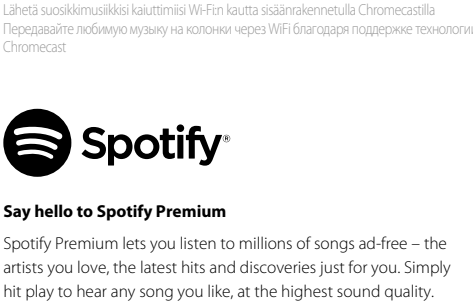 Lähetä suosikkimusiikkisi kaiuttimiisi Wi-Fi:n kautta sisäänrakennetulla Chromecastilla
Передавайте любимую музыку на колонки через WiFi благодаря поддержке технологии
Chromecast
Spotify®
Say hello to Spotify Premium
Spotify Premium lets you listen to millions of songs ad-free – the
artists you love, the latest hits and discoveries just for you. Simply
hit play to hear any song you like, at the highest sound quality.